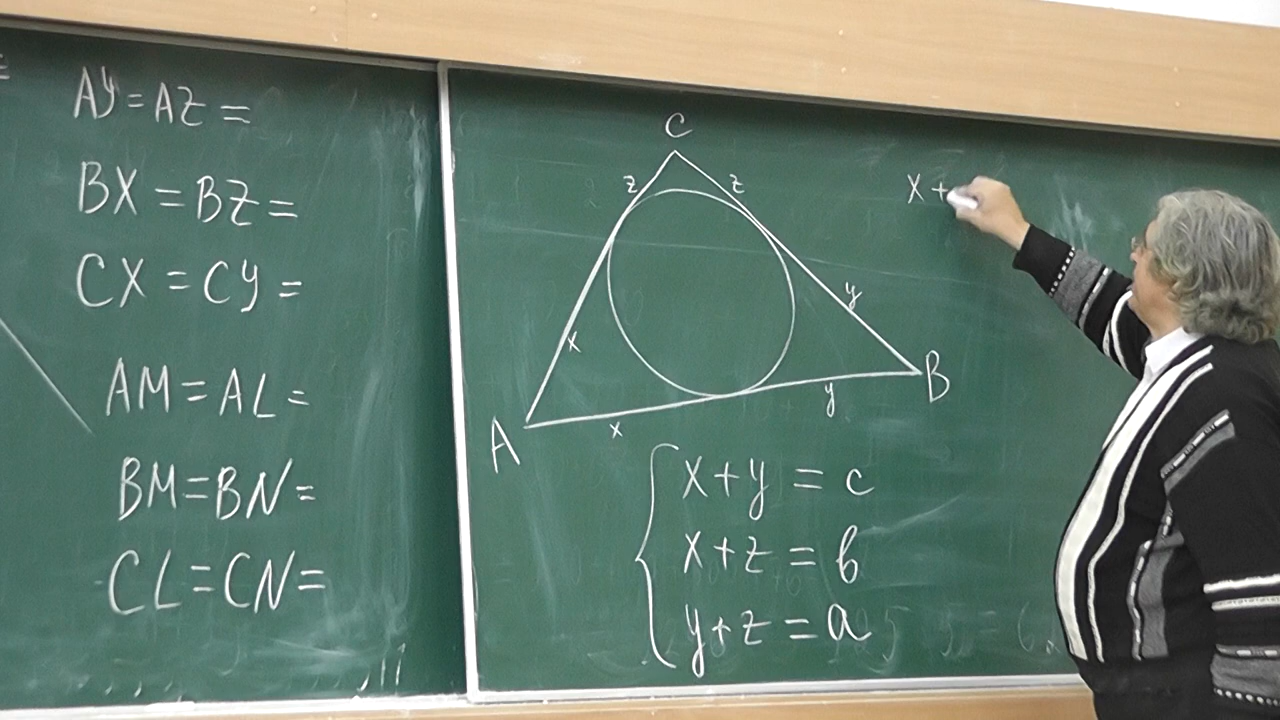 AY = AZ =
BX = BZ =
CX = CY =
AM = AL =
BM = BN =
CL = CN =
C
z z
x y
A x y B
x + y = c
x + z = b
y + z = a
x +